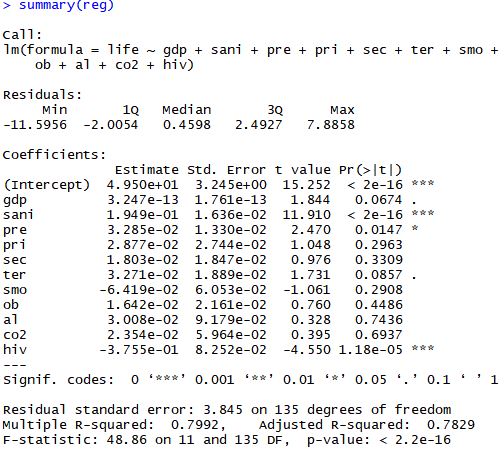 > summary(reg)
Call:
lm(formula = life ~ gdp + sani + pre + pri + sec + ter + smo +
    ob + al + co2 + hiv)
Residuals:
     Min       1Q   Median       3Q      Max
-11.5956  -2.0054   0.4598   2.4927   7.8858
Coefficients:
              Estimate Std. Error t value Pr(>|t|)
(Intercept)  4.950e+01  3.245e+00  15.252  < 2e-16 ***
gdp          3.247e-13  1.761e-13   1.844   0.0674 .
sani         1.949e-01  1.636e-02  11.910  < 2e-16 ***
pre          3.285e-02  1.330e-02   2.470   0.0147 *
pri          2.877e-02  2.744e-02   1.048   0.2963
sec          1.803e-02  1.847e-02   0.976   0.3309
ter          3.271e-02  1.889e-02   1.731   0.0857 .
smo         -6.419e-02  6.053e-02  -1.061   0.2908
ob           1.642e-02  2.161e-02   0.760   0.4486
al           3.008e-02  9.179e-02   0.328   0.7436
co2          2.354e-02  5.964e-02   0.395   0.6937
hiv         -3.755e-01  8.252e-02  -4.550 1.18e-05 ***
---
Signif. codes:  0 ‘***’ 0.001 ‘**’ 0.01 ‘*’ 0.05 ‘.’ 0.1 ‘ ’ 1
Residual standard error: 3.845 on 135 degrees of freedom
Multiple R-squared:  0.7992,    Adjusted R-squared:  0.7829
F-statistic: 48.86 on 11 and 135 DF,  p-value: < 2.2e-16